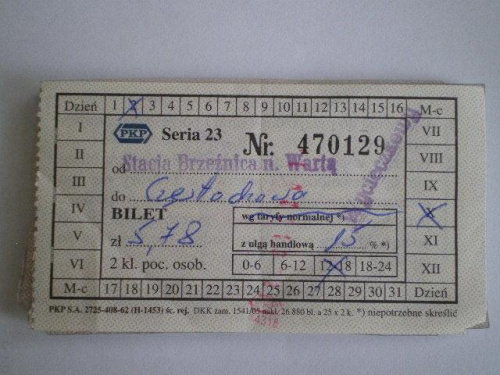 Dzień 1 2 3 4 5 6 7 8 9 10 11 12 13 14 15 16 M-c
I PKP Seria 23 Nr. 470129 VII
II Stacja Brzeźnica n. Wartą VIII
od
III do Częstochowa IX
IV BILET wg taryfy normalnej *) X
V zł 5,78 z ulgą handlową 15 % *) XI
VI 2 kl. poc. osob. 0-6 6-12 12-18 18-24 XII
17 18 19 20 21 22 23 24 25 26 27 28 29 30 31 Dzień
PKP S.A. 2725-408-62 (H-1453) śc. rej. DKK zam. 1541/03 nakł. 26.880 bl. a 25 x 2 k. *) niepotrzebne skreślić